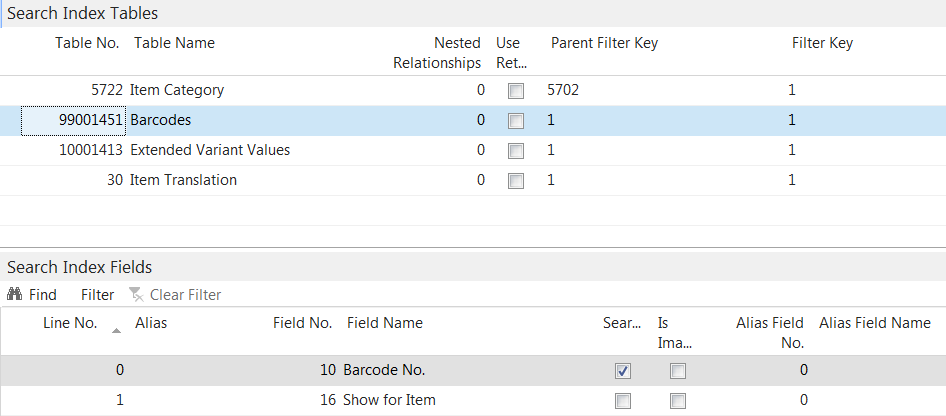 Search Index Tables
Table No. Table Name Nested Relationships Use Ret... Parent Filter Key Filter Key
5722 Item Category 0 5702 1
99001451 Barcodes 0 1 1
10001413 Extended Variant Values 0 1 1
30 Item Translation 0 1 1
Search Index Fields
Find Filter Clear Filter
Line No. Alias Field No. Field Name Sear... Is Ima... Alias Field No. Alias Field Name
0 10 Barcode No. 0
1 16 Show for Item 0